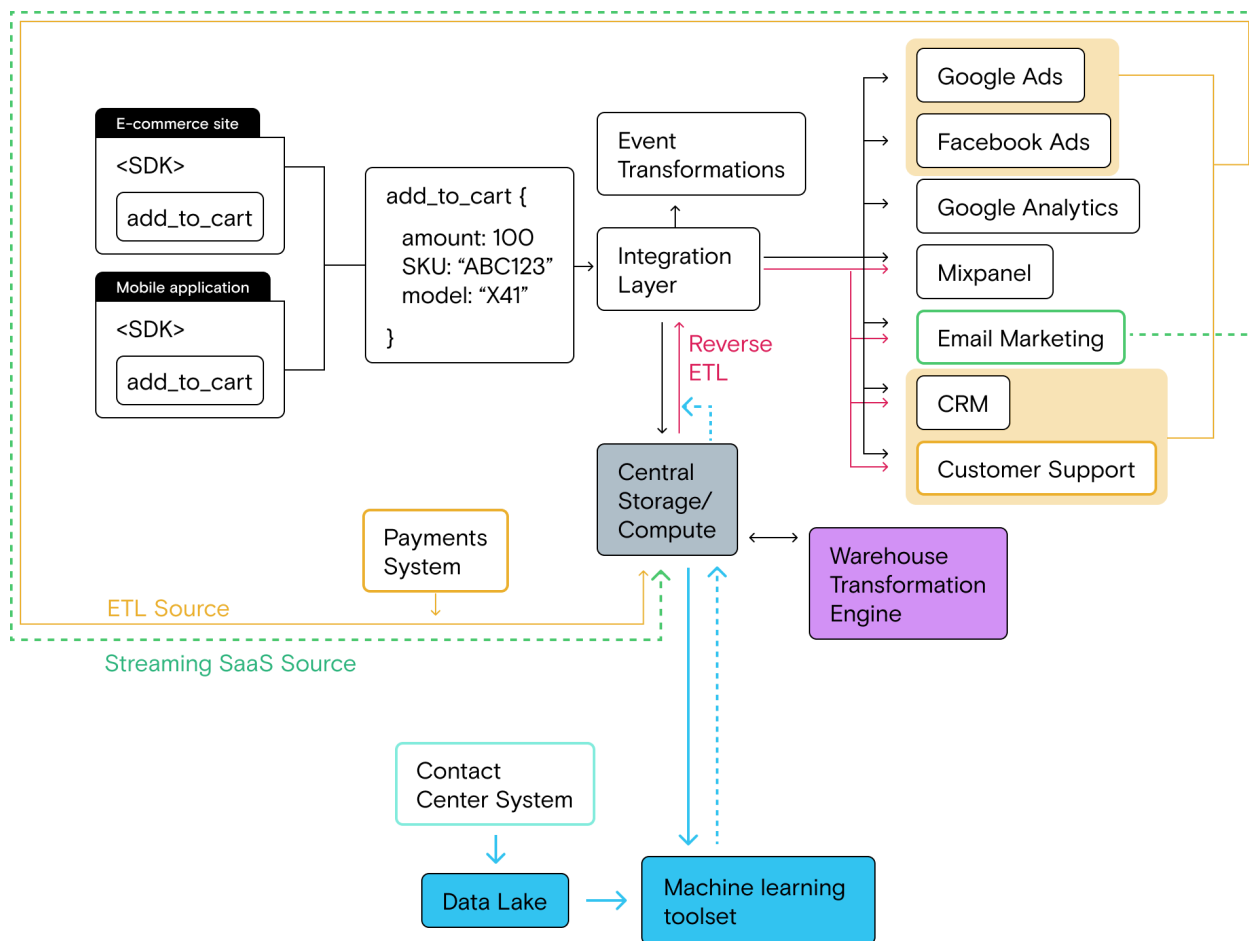 E-commerce site
<SDK>
add_to_cart
Mobile application
<SDK>
add_to_cart
add_to_cart {
amount: 100
SKU: “ABC123”
model: “X41”
}
Event
Transformations
Integration
Layer
Reverse
ETL
Google Ads
Facebook Ads
Google Analytics
Mixpanel
Email Marketing
CRM
Customer Support
Central
Storage/
Compute
Warehouse
Transformation
Engine
Payments
System
ETL Source
Streaming SaaS Source
Contact
Center System
Data Lake
Machine learning
toolset